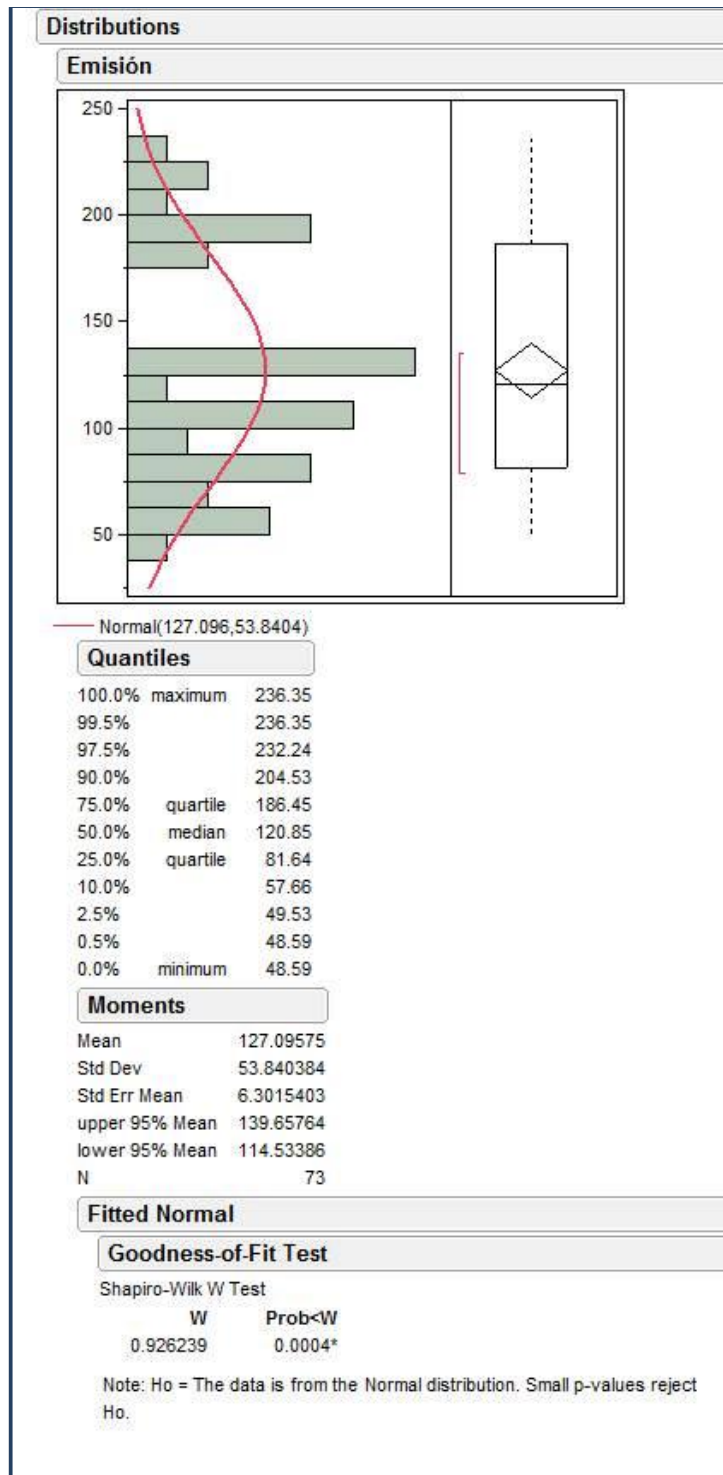 Distributions
Emisión
250
200
150
100
50
Normal(127.096,53.8404)
Quantiles
100.0% maximum 236.35
99.5% 236.35
97.5% 232.24
90.0% 204.53
75.0% quartile 186.45
50.0% median 120.85
25.0% quartile 81.64
10.0% 57.66
2.5% 49.53
0.5% 48.59
0.0% minimum 48.59
Moments
Mean 127.09575
Std Dev 53.840384
Std Err Mean 6.3015403
upper 95% Mean 139.65764
lower 95% Mean 114.53386
N 73
Fitted Normal
Goodness-of-Fit Test
Shapiro-Wilk W Test
W Prob<W
0.926239 0.0004*
Note: Ho = The data is from the Normal distribution. Small p-values reject
Ho.